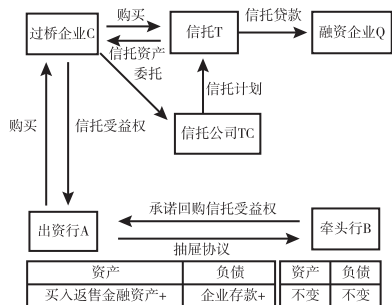 购买
信托贷款
过桥企业C
信托T
融资企业Q
信托资产
委托
信托计划
购买
信托受益权
信托公司TC
承诺回购信托受益权
出资行A
牵头行B
抽屉协议
资产 负债 资产 负债
买入返售金融资产+ 企业存款+ 不变 不变